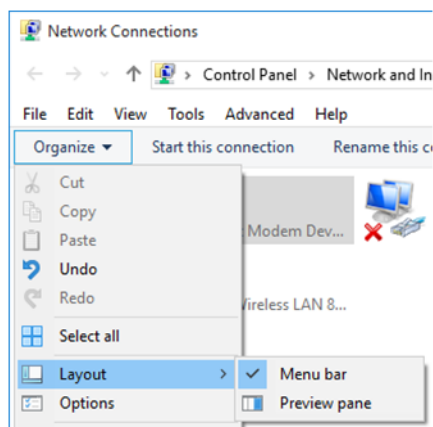 Network Connections
Control Panel > Network and In
File Edit View Tools Advanced Help
Organize Start this connection Rename this c
Cut
Copy
Paste
Undo
Redo
Select all
Layout
Options
Modem Dev...
Wireless LAN 8...
Menu bar
Preview pane